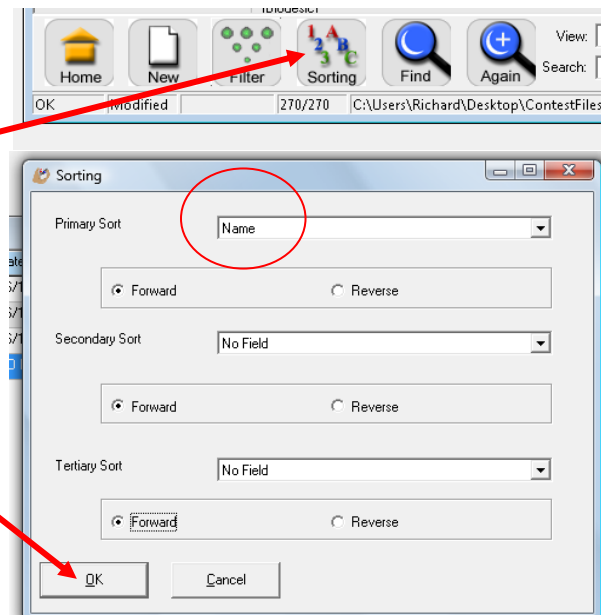 Home New Filter Sorting Find Again View:
Search:
OK Modified 270/270 C:\Users\Richard\Desktop\ContestFiles
Sorting
Primary Sort Name
Forward Reverse
Secondary Sort No Field
Forward Reverse
Tertiary Sort No Field
Forward Reverse
OK Cancel